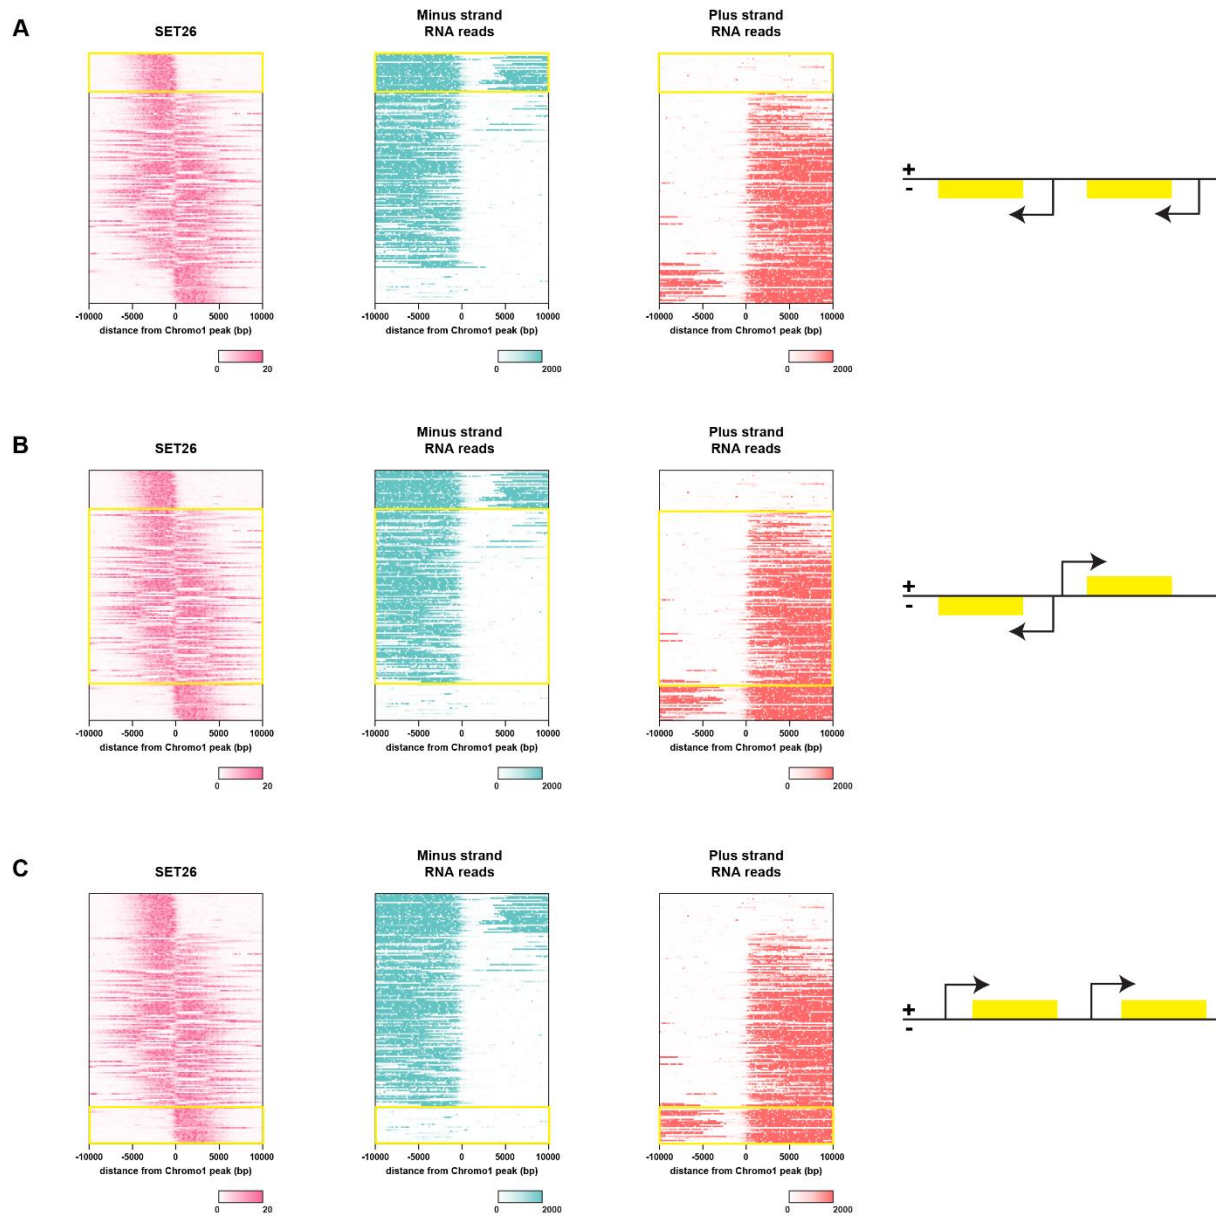 A
SET26
Minus strand
RNA reads
Plus strand
RNA reads
+
-
-10000 -5000 0 5000 10000
distance from Chromo1 peak (bp)
0 20
-10000 -5000 0 5000 10000
distance from Chromo1 peak (bp)
0 2000
-10000 -5000 0 5000 10000
distance from Chromo1 peak (bp)
0 2000
B
SET26
Minus strand
RNA reads
Plus strand
RNA reads
+
-
-10000 -5000 0 5000 10000
distance from Chromo1 peak (bp)
0 20
-10000 -5000 0 5000 10000
distance from Chromo1 peak (bp)
0 2000
-10000 -5000 0 5000 10000
distance from Chromo1 peak (bp)
0 2000
C
SET26
Minus strand
RNA reads
Plus strand
RNA reads
+
-
-10000 -5000 0 5000 10000
distance from Chromo1 peak (bp)
0 20
-10000 -5000 0 5000 10000
distance from Chromo1 peak (bp)
0 2000
-10000 -5000 0 5000 10000
distance from Chromo1 peak (bp)
0 2000